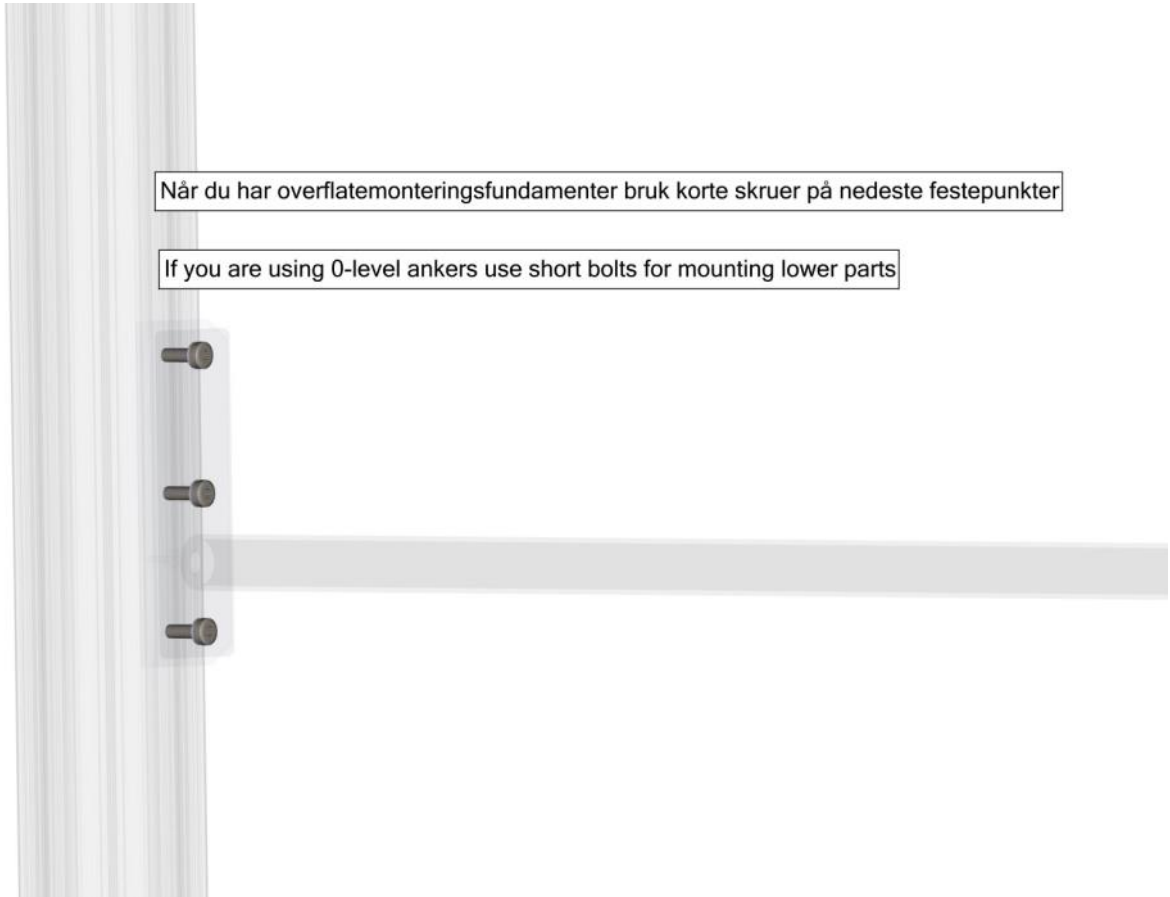 Når du har overflatemonteringsfundamenter bruk korte skruer på nedeste festepunkter
If you are using 0-level ankers use short bolts for mounting lower parts